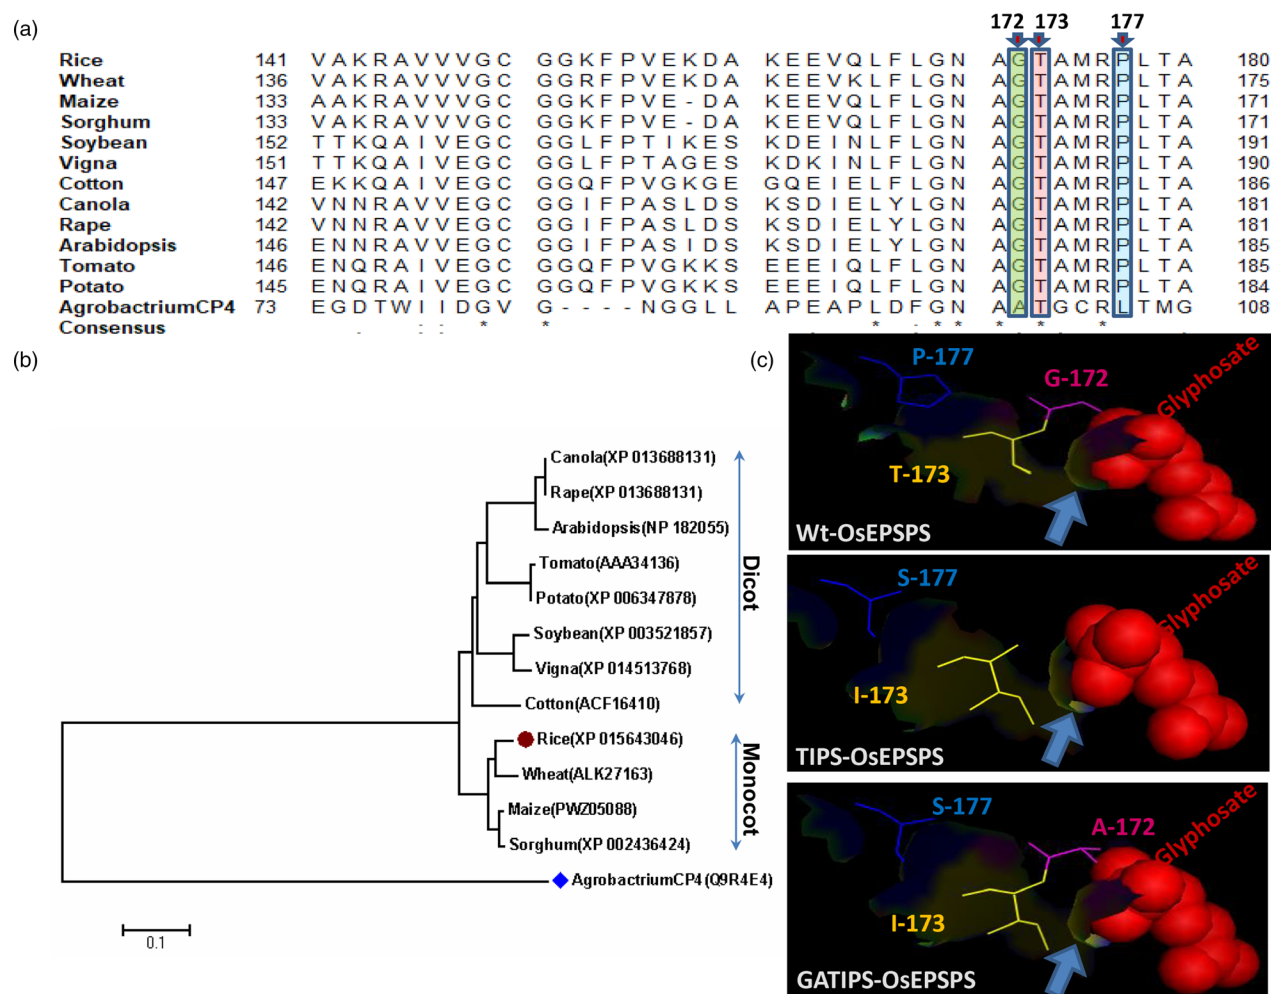 (a)
172 173 177
Rice 141 VAKRAVVVGC GGKFPVEKDA KEEVQLFLGN AGTAMRPLTA 180
Wheat 136 VAKRAVVVGC GGRFPVEKDA KEEVKLFLGN AGTAMRPLTA 175
Maize 133 AAKRAVVVGC GGKFPVE-DA KEEVQLFLGN AGTAMRPLTA 171
Sorghum 133 VAKRAVVVGC GGKFPVE-DA KEEVQLFLGN AGTAMRPLTA 171
Soybean 152 TTKQAIVEGC GGLFPTIKES KDEINLFLGN AGTAMRPLTA 191
Vigna 151 TTKQAIVEGC GGLFPTAGES KDKINLFLGN AGTAMRPLTA 190
Cotton 147 EKKQAIVEGC GGQFPVGKGE GQEIELFLGN AGTAMRPLTA 186
Canola 142 VNNRAVVEGC GGIFPASLDS KSDIELYLGN AGTAMRPLTA 181
Rape 142 VNNRAVVEGC GGIFPASLDS KSDIELYLGN AGTAMRPLTA 181
Arabidopsis 146 ENNRAVVEGC GGIFPASIDS KSDIELYLGN AGTAMRPLTA 185
Tomato 146 ENQRAIVEGC GGQFPVGKKS EEEIQLFLGN AGTAMRPLTA 185
Potato 145 ENQRAIVEGC GGQFPVGKKS EEEIQLFLGN AGTAMRPLTA 184
AgrobactriumCP4 73 EGDTWIIDGV G----NGGLL APEAPLDFGN AATGCRLTMG 108
Consensus . : : * * * : * * * . * * . .
(b)
Canola(XP 013688131)
Rape(XP 013688131)
Arabidopsis(NP 182055)
Tomato(AAA34136)
Potato(XP 006347878)
Soybean(XP 003521857)
Vigna(XP 014513768)
Cotton(ACF16410)
Dicot
Rice(XP 015643046)
Wheat(ALK27163)
Maize(PWZ05088)
Sorghum(XP 002436424)
Monocot
AgrobactriumCP4(Q9R4E4)
0.1
(c)
P-177
G-172
Glyphosate
T-173
Wt-OsEPSPS
S-177
Glyphosate
I-173
TIPS-OsEPSPS
S-177
A-172
Glyphosate
I-173
GATIPS-OsEPSPS